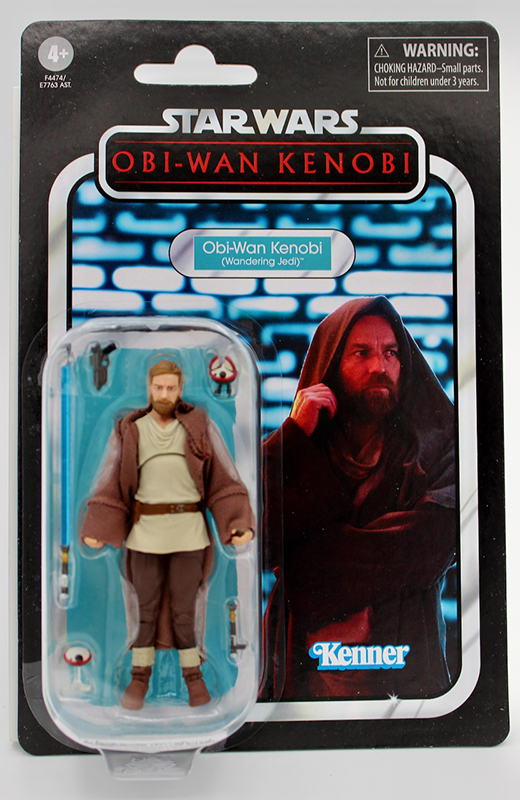 4+
F4474/
E7763 AST.
WARNING:
CHOKING HAZARD–Small parts.
Not for children under 3 years.
STAR WARS
OBI-WAN KENOBI
Obi-Wan Kenobi
(Wandering Jedi)™
Kenner